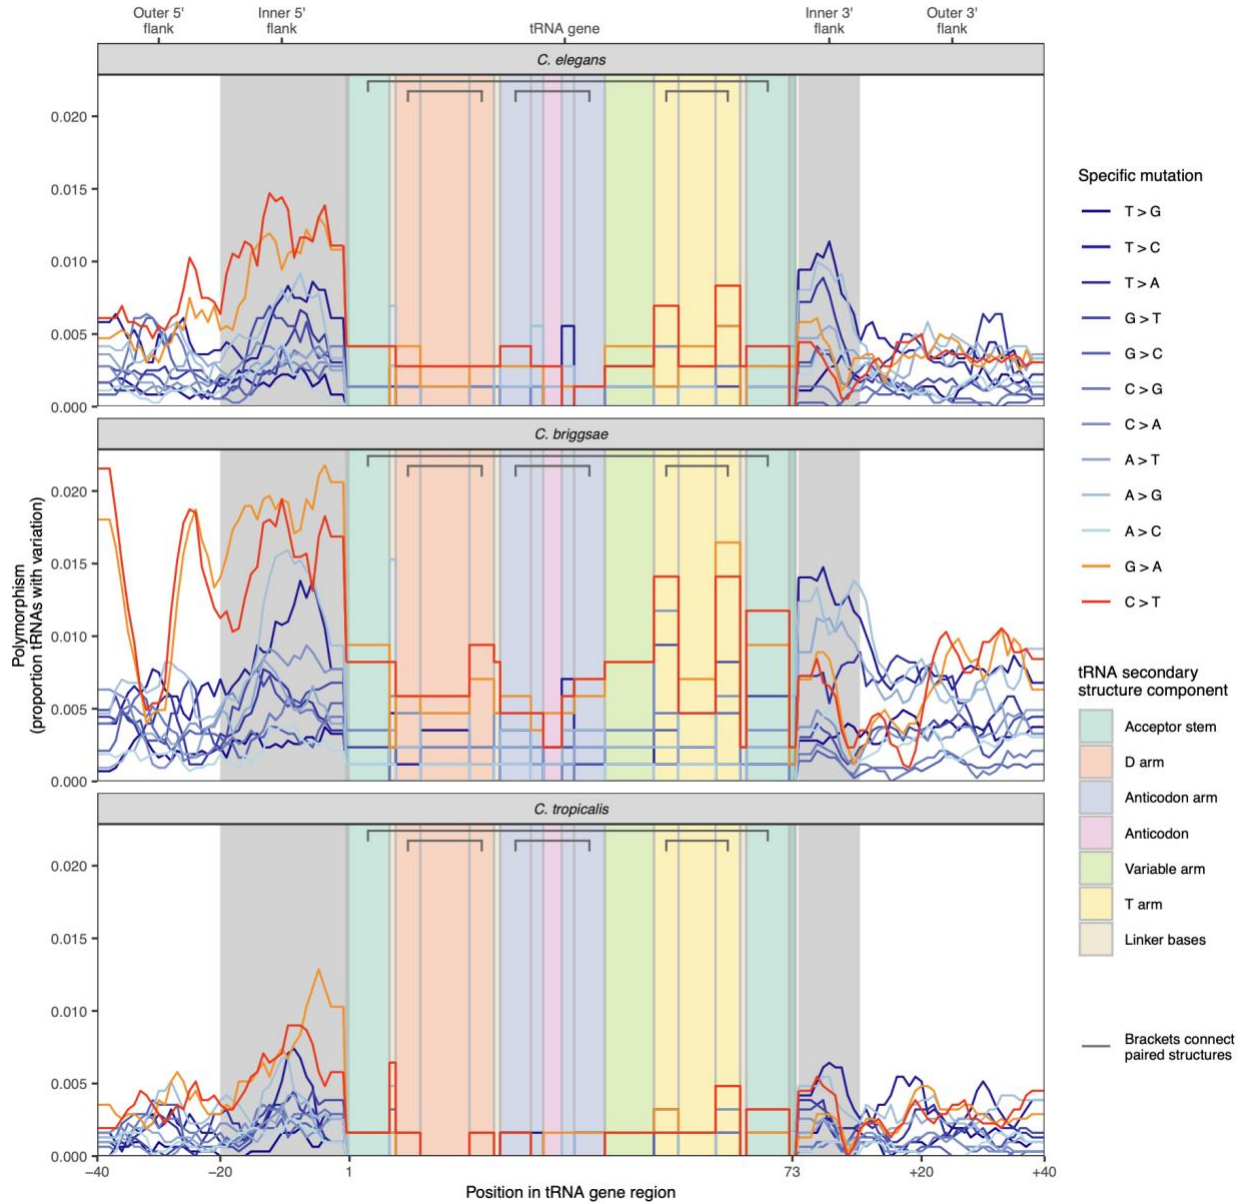 Outer 5' Inner 5' Inner 3' Outer 3'
flank flank tRNA gene flank flank
C. elegans
0.020
0.015
0.010
0.005
0.000
C. briggsae
0.020
0.015
0.010
0.005
0.000
C. tropicalis
0.020
0.015
0.010
0.005
0.000
−40 −20 1 73 +20 +40
Position in tRNA gene region
Polymorphism
(proportion tRNAs with variation)
Specific mutation
T > G
T > C
T > A
G > T
G > C
C > G
C > A
A > T
A > G
A > C
G > A
C > T
tRNA secondary
structure component
Acceptor stem
D arm
Anticodon arm
Anticodon
Variable arm
T arm
Linker bases
Brackets connect
paired structures